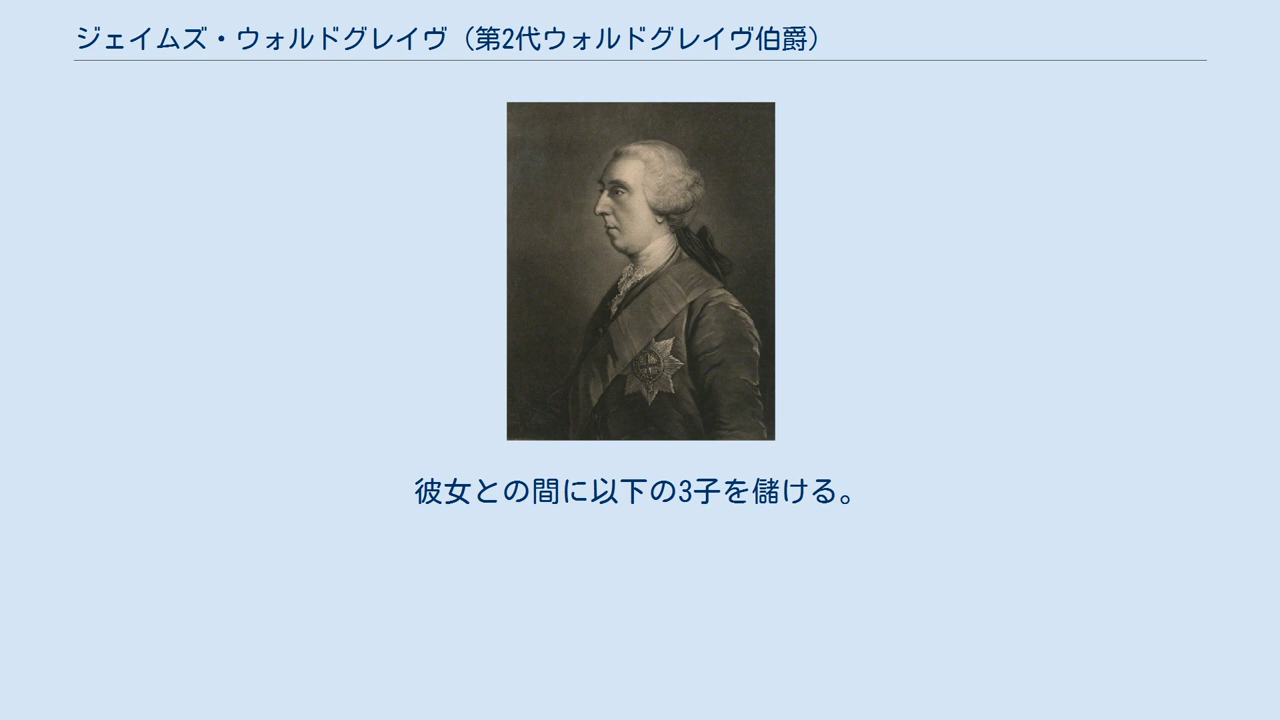 ジェイムズ・ウォルドグレイヴ（第2代ウォルドグレイヴ伯爵）
彼女との間に以下の3子を儲ける。